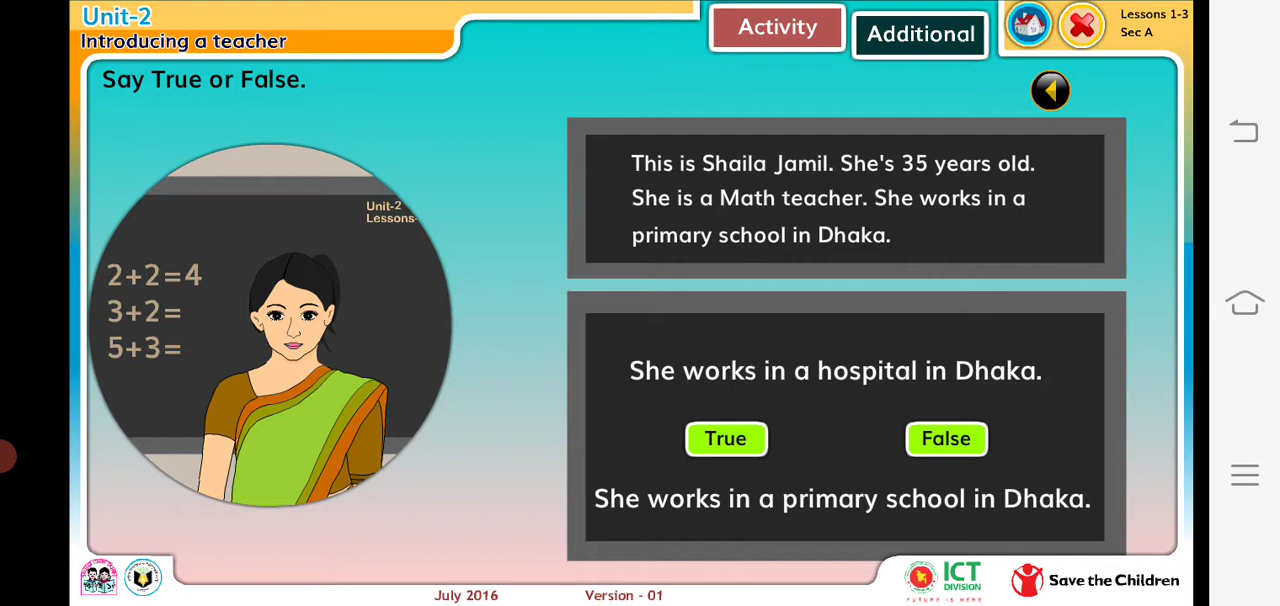 Unit-2
Introducing a teacher
Activity
Additional
Lessons 1-3
Sec A
Say True or False.
Unit-2
Lessons-
2+2=4
3+2=
5+3=
This is Shaila Jamil. She's 35 years old.
She is a Math teacher. She works in a
primary school in Dhaka.
She works in a hospital in Dhaka.
True
False
She works in a primary school in Dhaka.
ICT
DIVISION
FUTURE IS HERE
Save the Children
July 2016
Version - 01